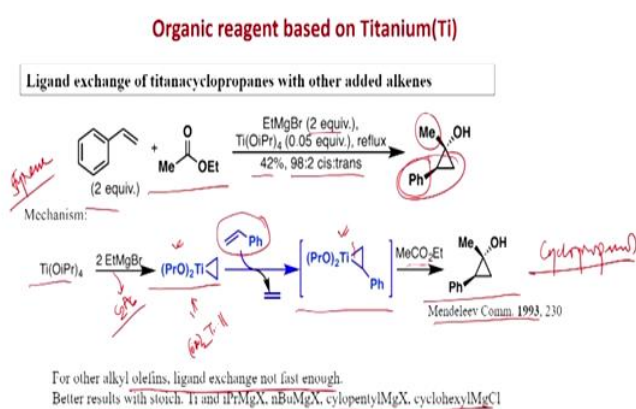 Organic reagent based on Titanium(Ti)
Ligand exchange of titanacyclopropanes with other added alkenes
EtMgBr (2 equiv.),
Ti(OiPr)4 (0.05 equiv.), reflux
42%, 98:2 cis:trans
+
O
Me
OEt
(2 equiv.)
Me
OH
Ph
Mechanism:
Ti(OiPr)4
2 EtMgBr
(PrO)2Ti
Ph
(PrO)2Ti
Ph
MeCO2Et
Me
OH
Ph
Mendeleev Comm. 1993, 230
For other alkyl olefins, ligand exchange not fast enough.
Better results with stoich. Ti and iPrMgX, nBuMgX, cylopentylMgX, cyclohexylMgCl